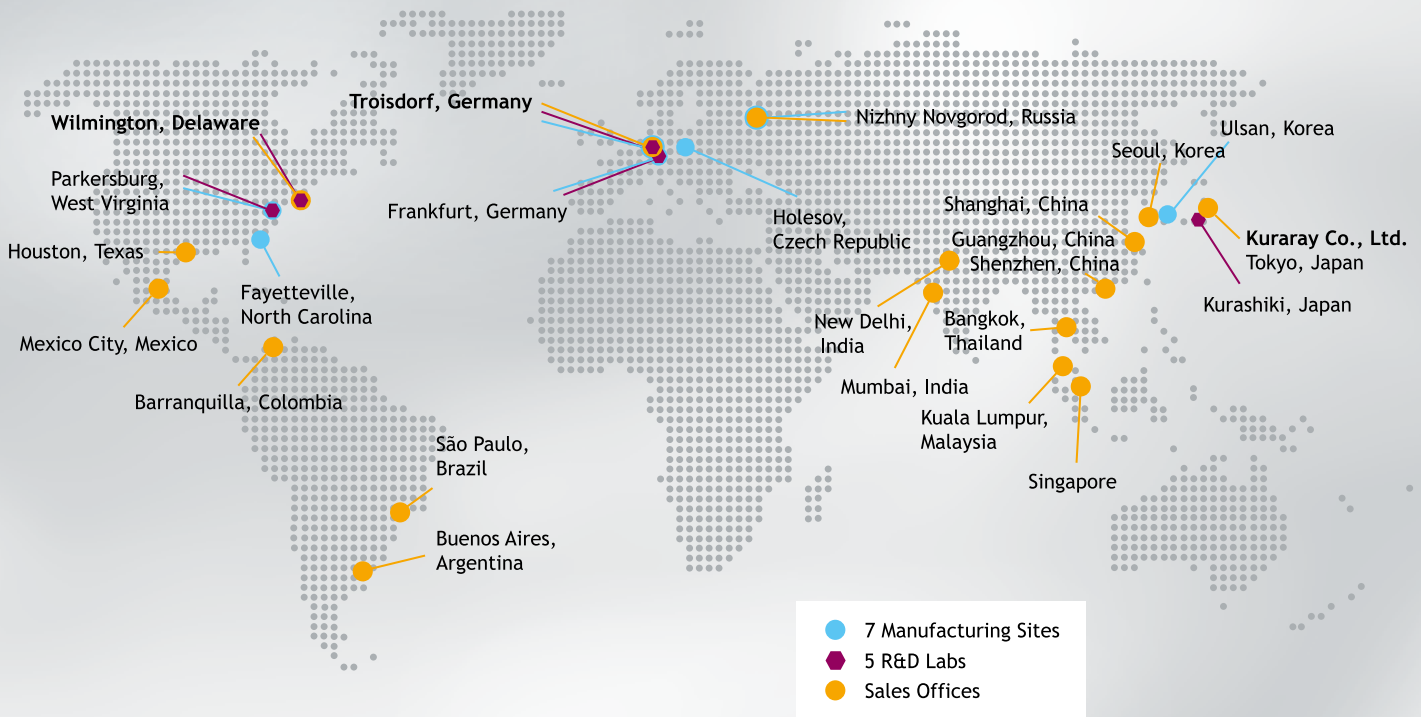 Troisdorf, Germany
Wilmington, Delaware
Nizhny Novgorod, Russia
Ulsan, Korea
Seoul, Korea
Parkersburg,
West Virginia
Frankfurt, Germany
Holesov,
Czech Republic
Shanghai, China
Guangzhou, China
Shenzhen, China
Kuraray Co., Ltd.
Tokyo, Japan
Houston, Texas
Fayetteville,
North Carolina
Kurashiki, Japan
New Delhi,
India
Bangkok,
Thailand
Mexico City, Mexico
Mumbai, India
Barranquilla, Colombia
Kuala Lumpur,
Malaysia
São Paulo,
Brazil
Singapore
Buenos Aires,
Argentina
7 Manufacturing Sites
5 R&D Labs
Sales Offices